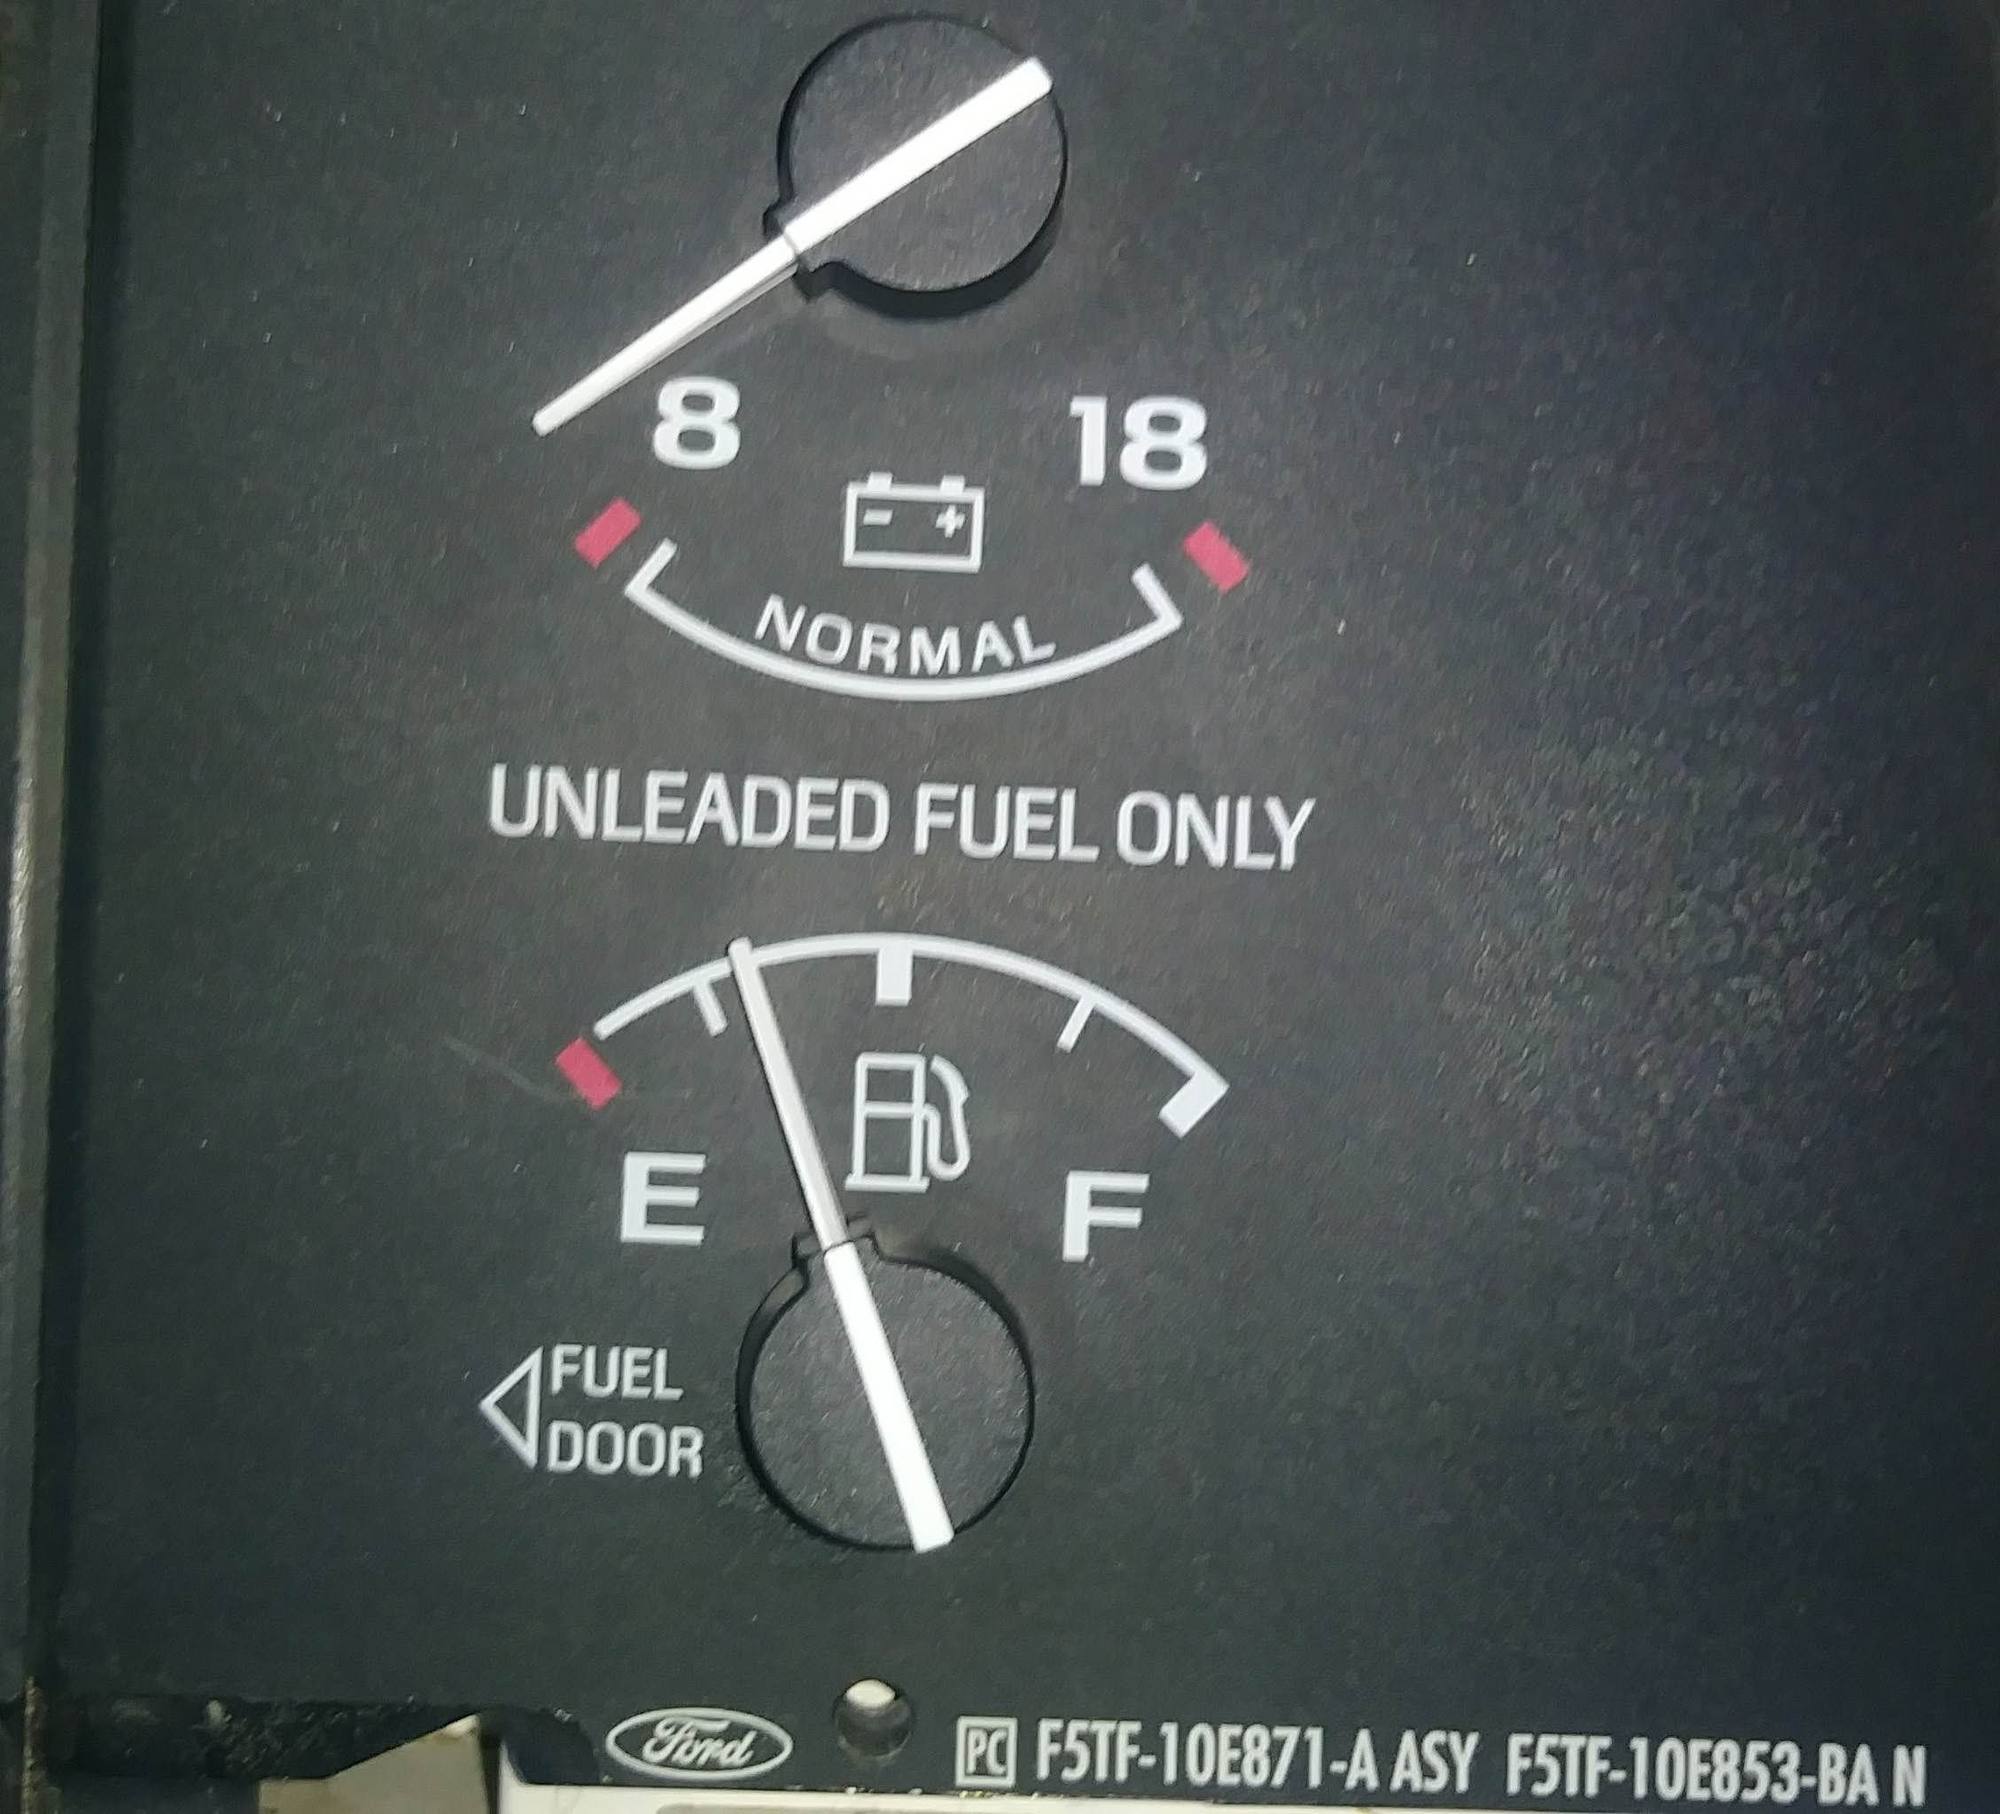 8 18
- +
NORMAL
UNLEADED FUEL ONLY
E F
FUEL
DOOR
Ford PC F5TF-10E871-A ASY F5TF-10E853-BA N